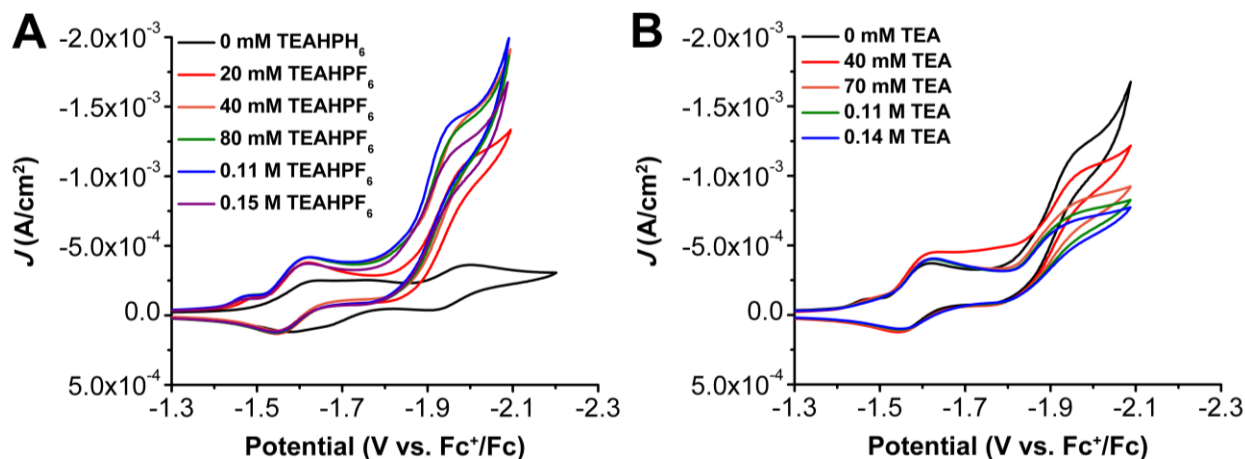 A
-2.0x10⁻³
-1.5x10⁻³
-1.0x10⁻³
-5.0x10⁻⁴
0.0
5.0x10⁻⁴
J (A/cm²)
0 mM TEAHPH₆
20 mM TEAHPF₆
40 mM TEAHPF₆
80 mM TEAHPF₆
0.11 M TEAHPF₆
0.15 M TEAHPF₆
-1.3 -1.5 -1.7 -1.9 -2.1 -2.3
Potential (V vs. Fc⁺/Fc)
B
-2.0x10⁻³
-1.5x10⁻³
-1.0x10⁻³
-5.0x10⁻⁴
0.0
5.0x10⁻⁴
J (A/cm²)
0 mM TEA
40 mM TEA
70 mM TEA
0.11 M TEA
0.14 M TEA
-1.3 -1.5 -1.7 -1.9 -2.1 -2.3
Potential (V vs. Fc⁺/Fc)